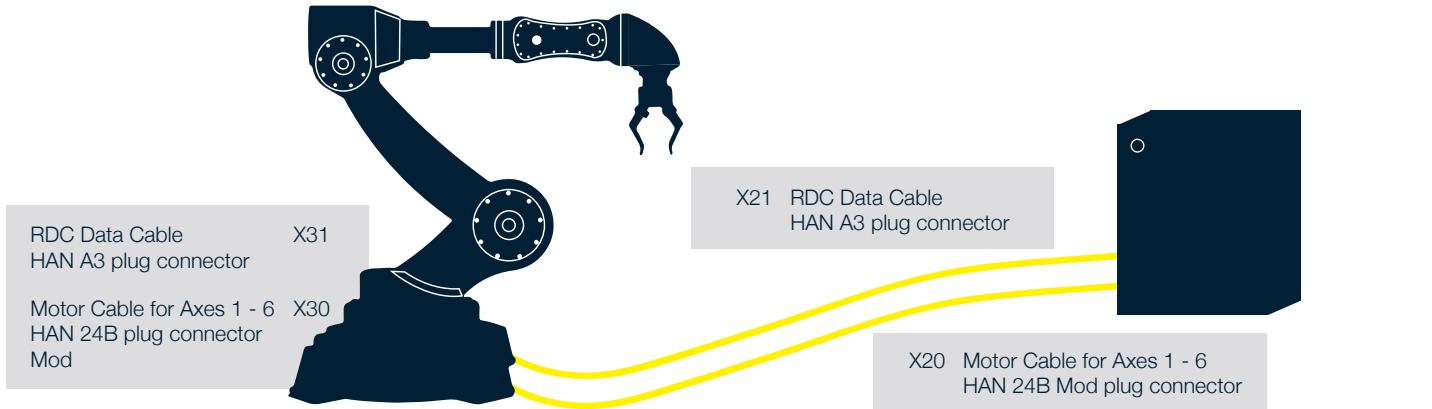 X21 RDC Data Cable
HAN A3 plug connector
RDC Data Cable X31
HAN A3 plug connector
Motor Cable for Axes 1 - 6 X30
HAN 24B plug connector
Mod
X20 Motor Cable for Axes 1 - 6
HAN 24B Mod plug connector